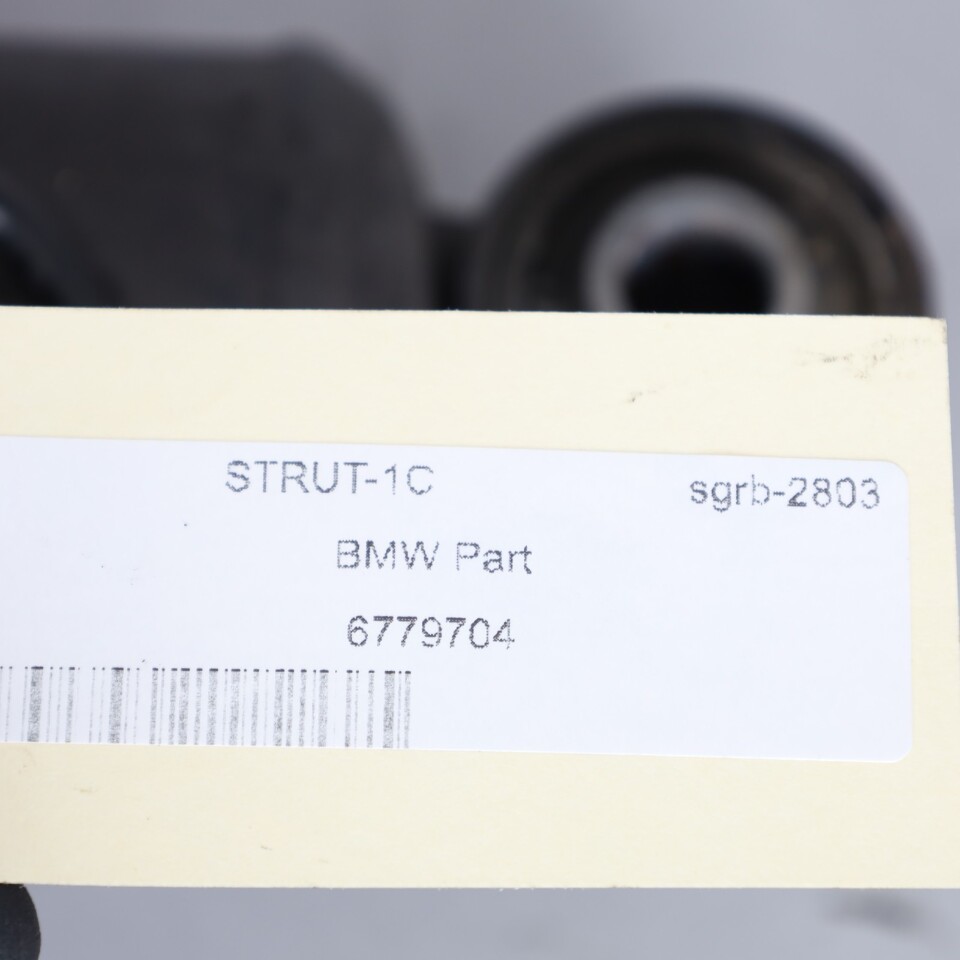 STRUT-1C sgrb-2803
BMW Part
6779704